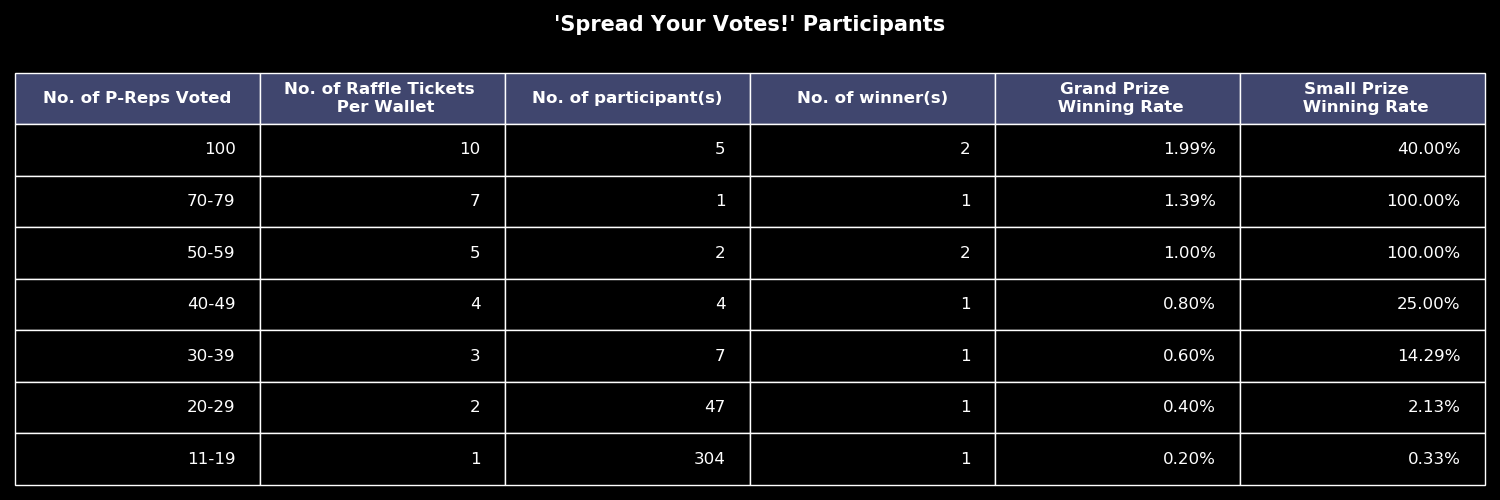 'Spread Your Votes!' Participants
No. of P-Reps Voted
No. of Raffle Tickets
Per Wallet
No. of participant(s)
No. of winner(s)
Grand Prize
Winning Rate
Small Prize
Winning Rate
100 10 5 2 1.99% 40.00%
70-79 7 1 1 1.39% 100.00%
50-59 5 2 2 1.00% 100.00%
40-49 4 4 1 0.80% 25.00%
30-39 3 7 1 0.60% 14.29%
20-29 2 47 1 0.40% 2.13%
11-19 1 304 1 0.20% 0.33%